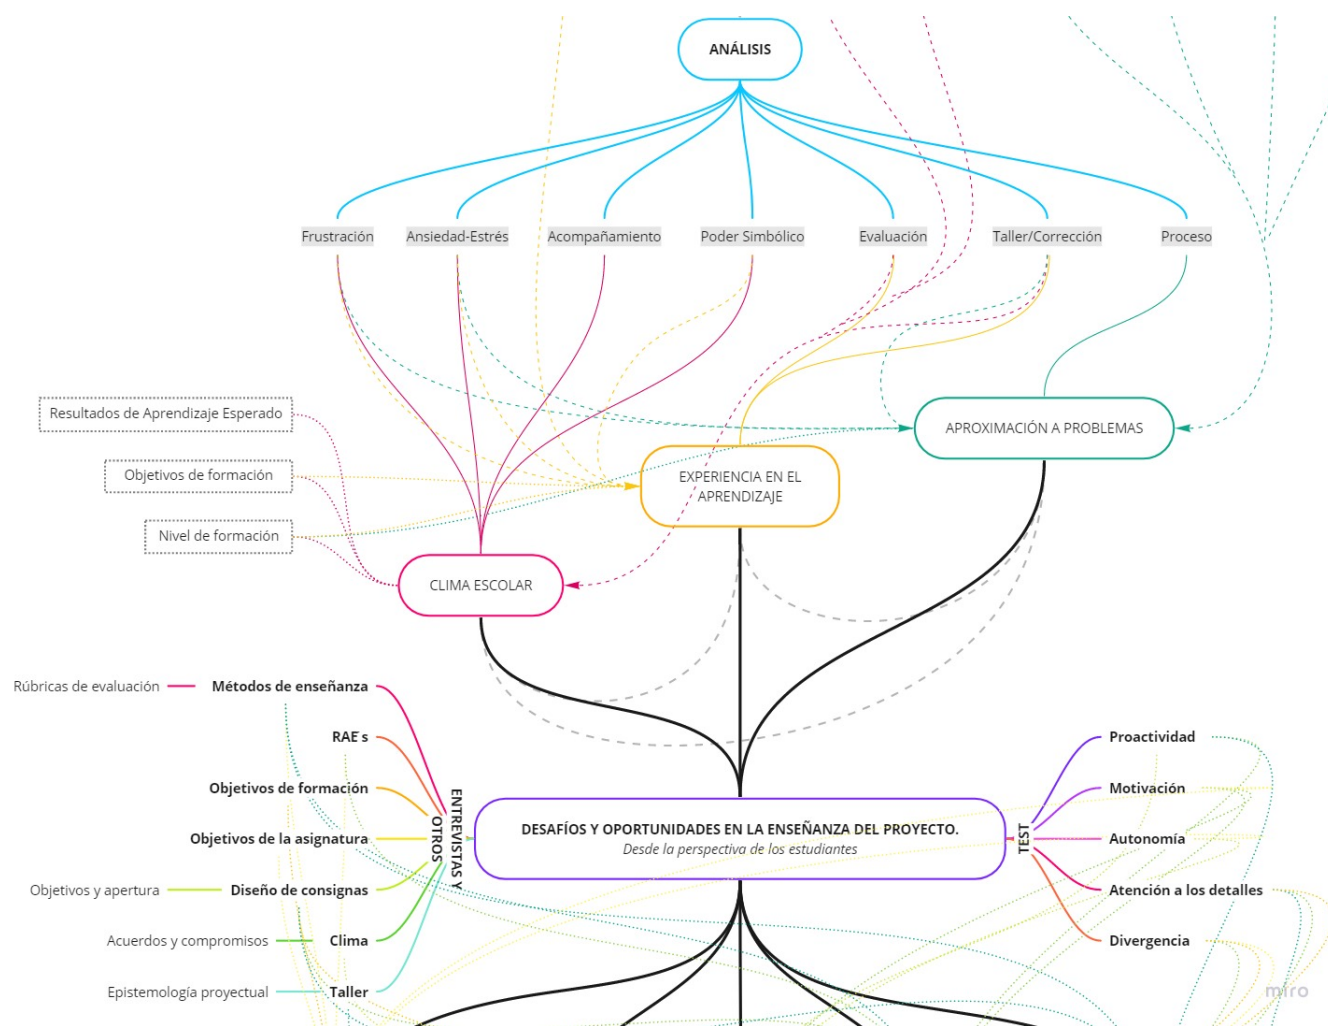 ANÁLISIS
Frustración
Ansiedad-Estrés
Acompañamiento
Poder Simbólico
Evaluación
Taller/Corrección
Proceso
Resultados de Aprendizaje Esperado
Objetivos de formación
Nivel de formación
APROXIMACIÓN A PROBLEMAS
EXPERIENCIA EN EL
APRENDIZAJE
CLIMA ESCOLAR
Rúbricas de evaluación
Métodos de enseñanza
RAE´s
Objetivos de formación
Objetivos de la asignatura
Objetivos y apertura
Diseño de consignas
Acuerdos y compromisos
Clima
Epistemología proyectual
Taller
ENTREVISTAS Y
OTROS
DESAFÍOS Y OPORTUNIDADES EN LA ENSEÑANZA DEL PROYECTO.
Desde la perspectiva de los estudiantes
TEST
Proactividad
Motivación
Autonomía
Atención a los detalles
Divergencia
miro